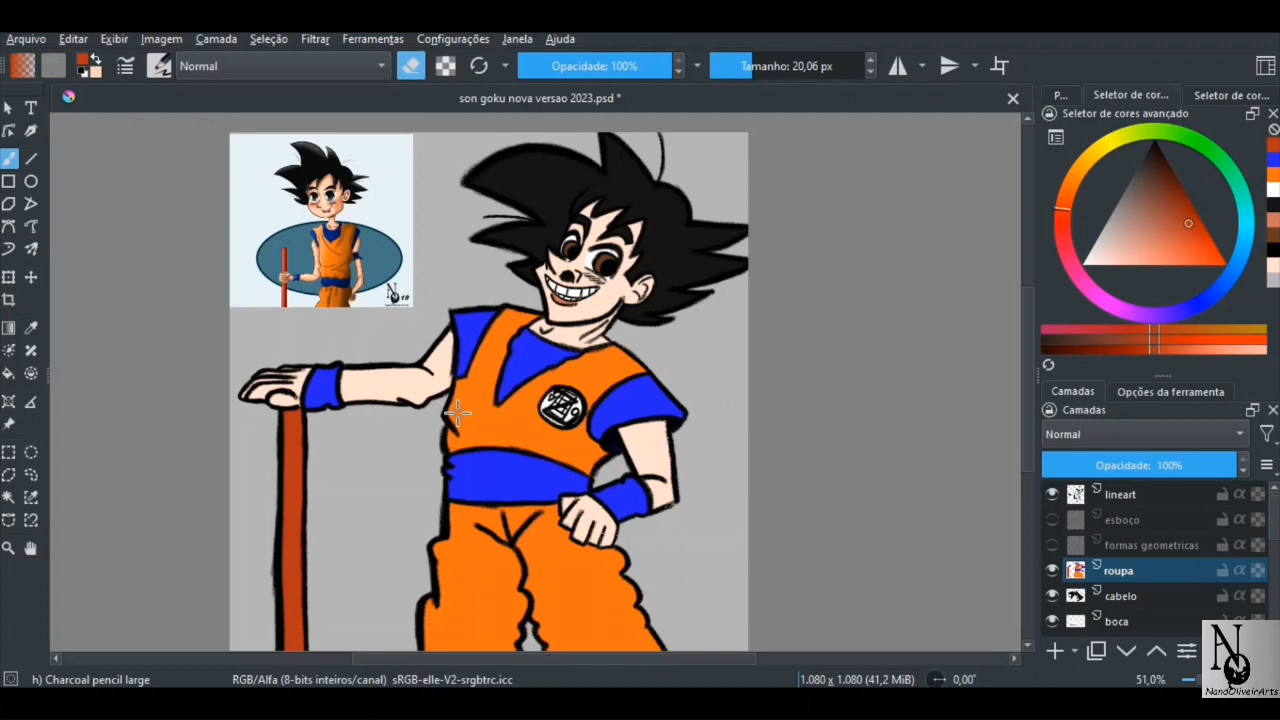 Arquivo Editar Exibir Imagem Camada Seleção Filtrar Ferramentas Configurações Janela Ajuda
Normal Opacidade: 100% Tamanho: 20,06 px
son goku nova versao 2023.psd *
P... Seletor de cor... Seletor de cor...
Seletor de cores avançado
Camadas Opções da ferramenta
Camadas
Normal
Opacidade: 100%
lineart
esboço
formas geometricas
roupa
cabelo
boca
h) Charcoal pencil large RGB/Alfa (8-bits inteiros/canal) sRGB-elle-V2-srgbtrc.icc 1.080 x 1.080 (41,2 MiB) 0,00° 51,0%
NandOliveirArts